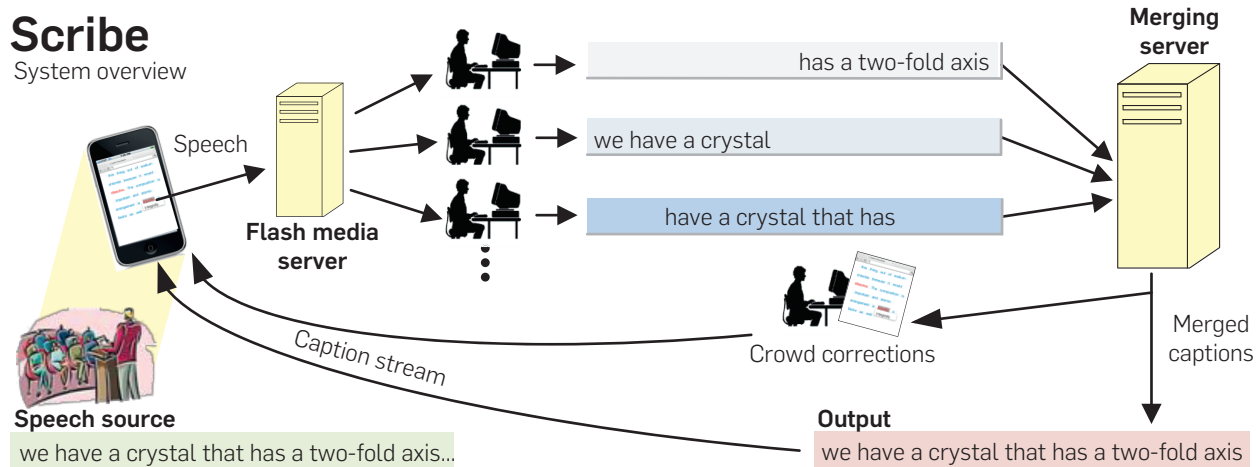 Scribe
System overview
Speech
Flash media
server
has a two-fold axis
we have a crystal
have a crystal that has
Merging
server
Crowd corrections
Merged
captions
Caption stream
Speech source
we have a crystal that has a two-fold axis...
Output
we have a crystal that has a two-fold axis